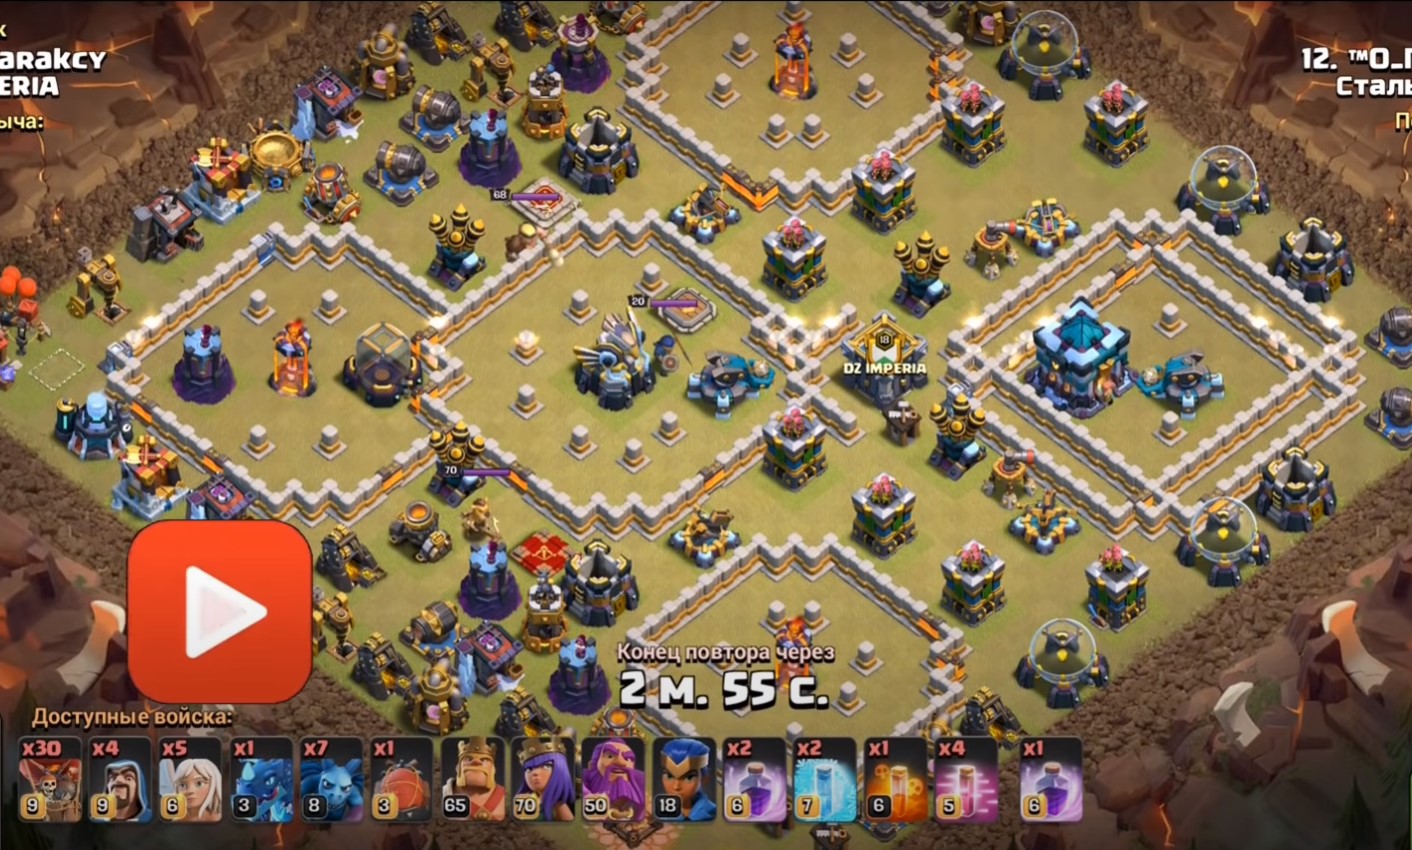 к
arakcy
12. ™О_П
ERIA
Сталь
ыча:
П
68
20
18
DZ IMPERIA
70
Конец повтора через
2 м. 55 с.
Доступные войска:
x30 x4 x5 x1 x7 x1 x2 x2 x1 x4 x1
9 9 6 3 8 3 65 70 50 18 6 7 6 5 6